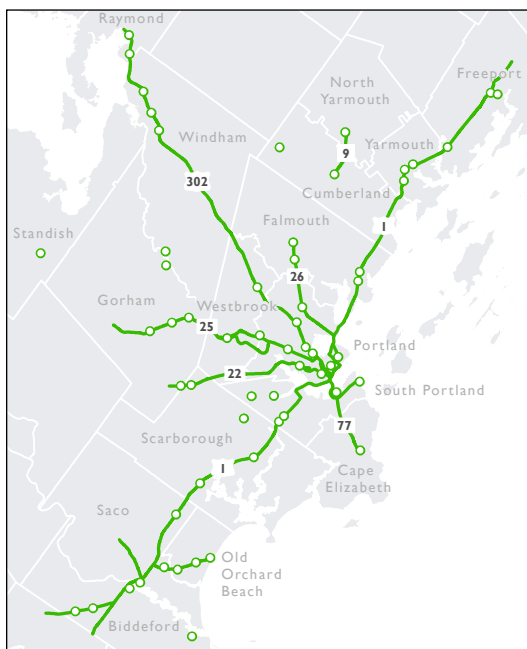 Raymond
Freeport
North
Yarmouth
Windham
Yarmouth
9
302
Cumberland
Falmouth
1
Standish
26
Gorham
Westbrook
25
Portland
22
South Portland
77
Scarborough
1
Cape
Elizabeth
Saco
Old
Orchard
Beach
Biddeford